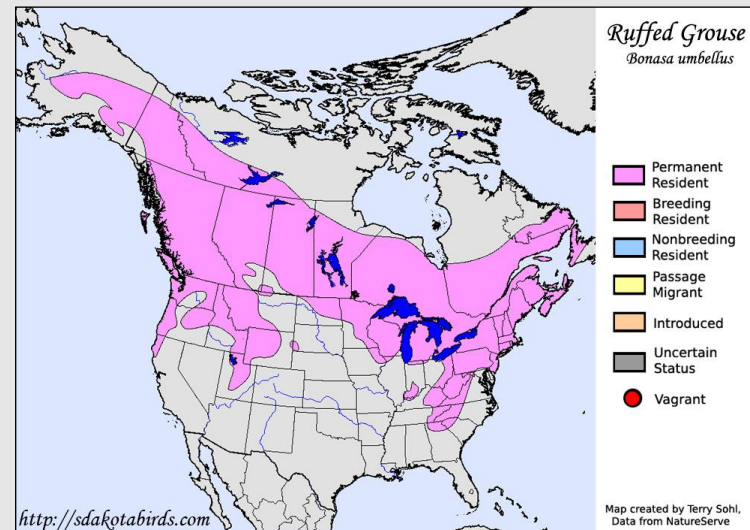 Ruffed Grouse
Bonasa umbellus
Permanent
Resident
Breeding
Resident
Nonbreeding
Resident
Passage
Migrant
Introduced
Uncertain
Status
Vagrant
http://sdakotabirds.com
Map created by Terry Sohl,
Data from NatureServe